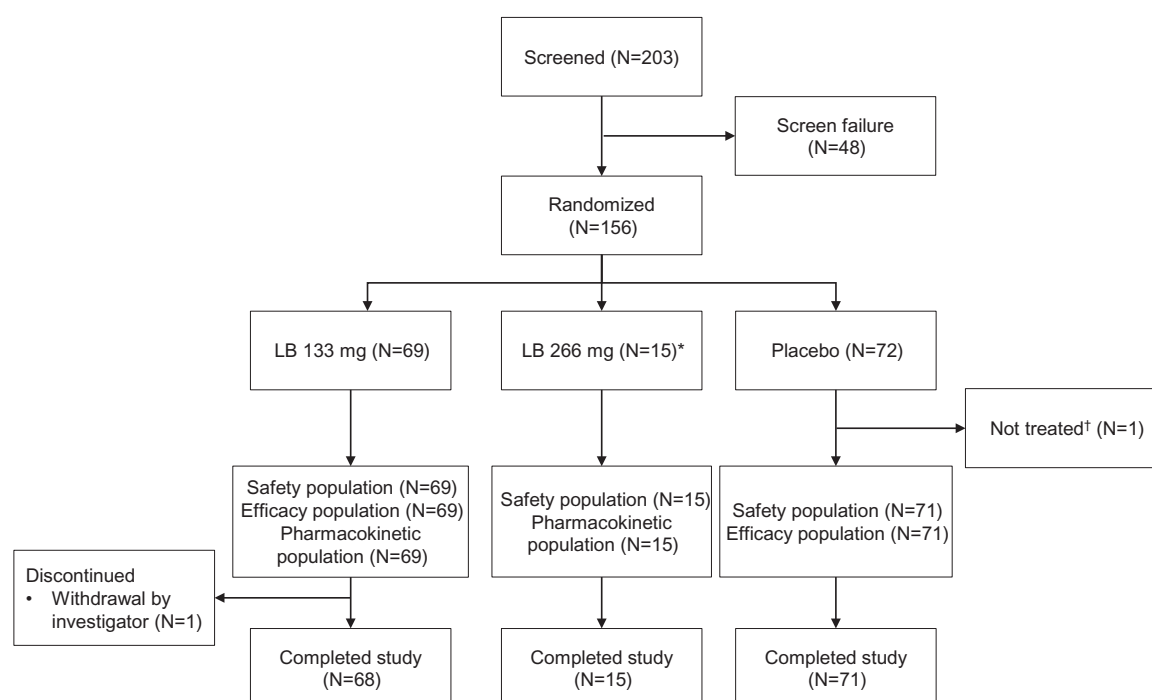 Screened (N=203)
Screen failure
(N=48)
Randomized
(N=156)
LB 133 mg (N=69)
LB 266 mg (N=15)*
Placebo (N=72)
Not treated† (N=1)
Safety population (N=69)
Efficacy population (N=69)
Pharmacokinetic
population (N=69)
Safety population (N=15)
Pharmacokinetic
population (N=15)
Safety population (N=71)
Efficacy population (N=71)
Discontinued
• Withdrawal by
investigator (N=1)
Completed study
(N=68)
Completed study
(N=15)
Completed study
(N=71)